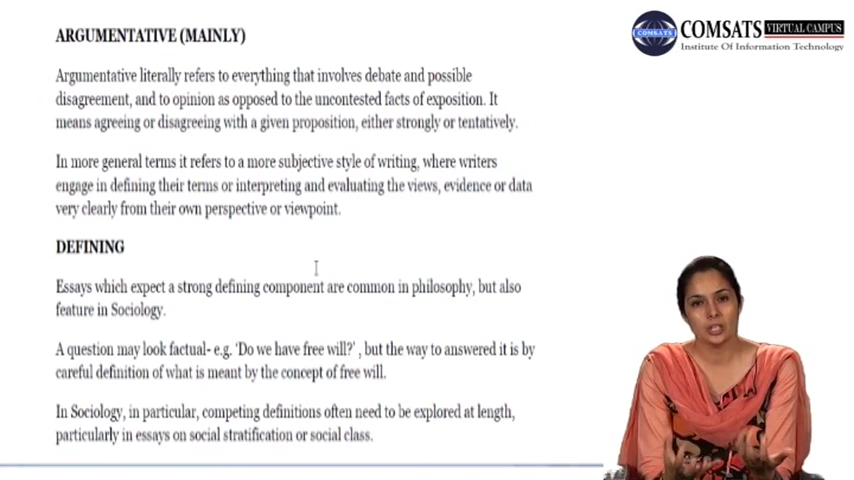 ARGUMENTATIVE (MAINLY)
COMSATS
COMSATS VIRTUAL CAMPUS
Institute Of Information Technology
Argumentative literally refers to everything that involves debate and possible
disagreement, and to opinion as opposed to the uncontested facts of exposition. It
means agreeing or disagreeing with a given proposition, either strongly or tentatively.
In more general terms it refers to a more subjective style of writing, where writers
engage in defining their terms or interpreting and evaluating the views, evidence or data
very clearly from their own perspective or viewpoint.
DEFINING
Essays which expect a strong defining component are common in philosophy, but also
feature in Sociology.
A question may look factual- e.g. 'Do we have free will?' , but the way to answered it is by
careful definition of what is meant by the concept of free will.
In Sociology, in particular, competing definitions often need to be explored at length,
particularly in essays on social stratification or social class.